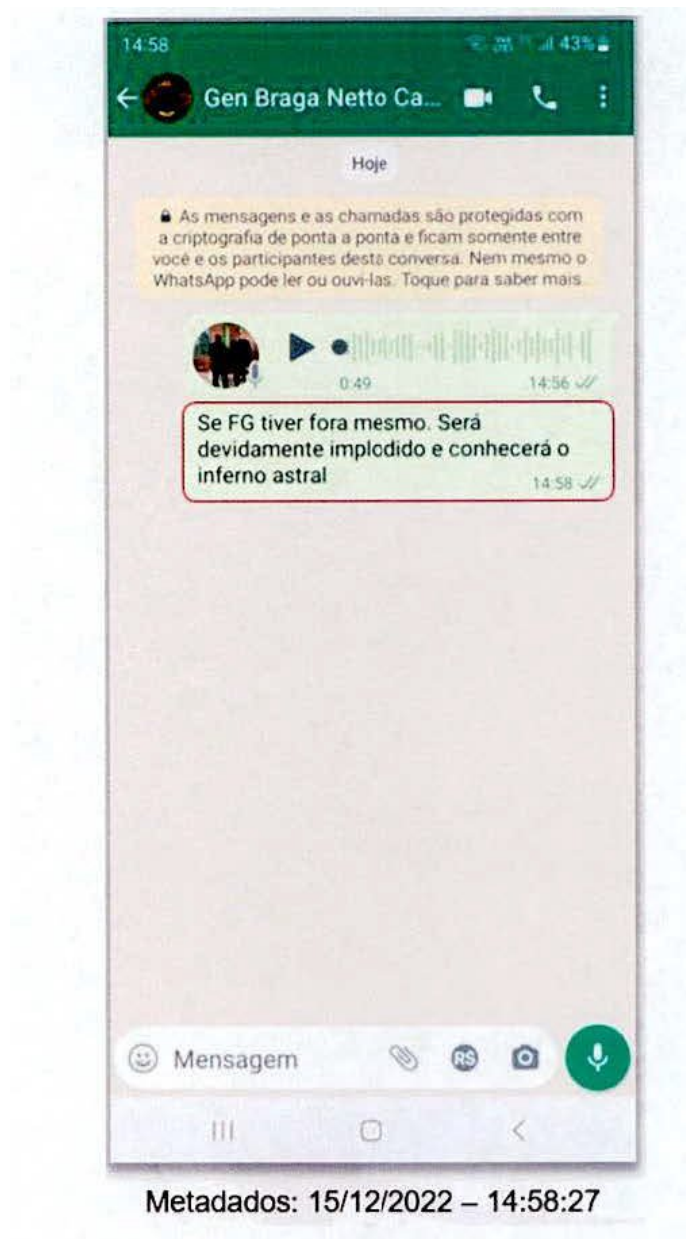 14:58
43%
Gen Braga Netto Ca...
Hoje
As mensagens e as chamadas são protegidas com
a criptografia de ponta a ponta e ficam somente entre
você e os participantes desta conversa. Nem mesmo o
WhatsApp pode ler ou ouvi-las. Toque para saber mais.
0:49 14:56
Se FG tiver fora mesmo. Será
devidamente implodido e conhecerá o
inferno astral
14:58
Mensagem
RS
Metadados: 15/12/2022 – 14:58:27